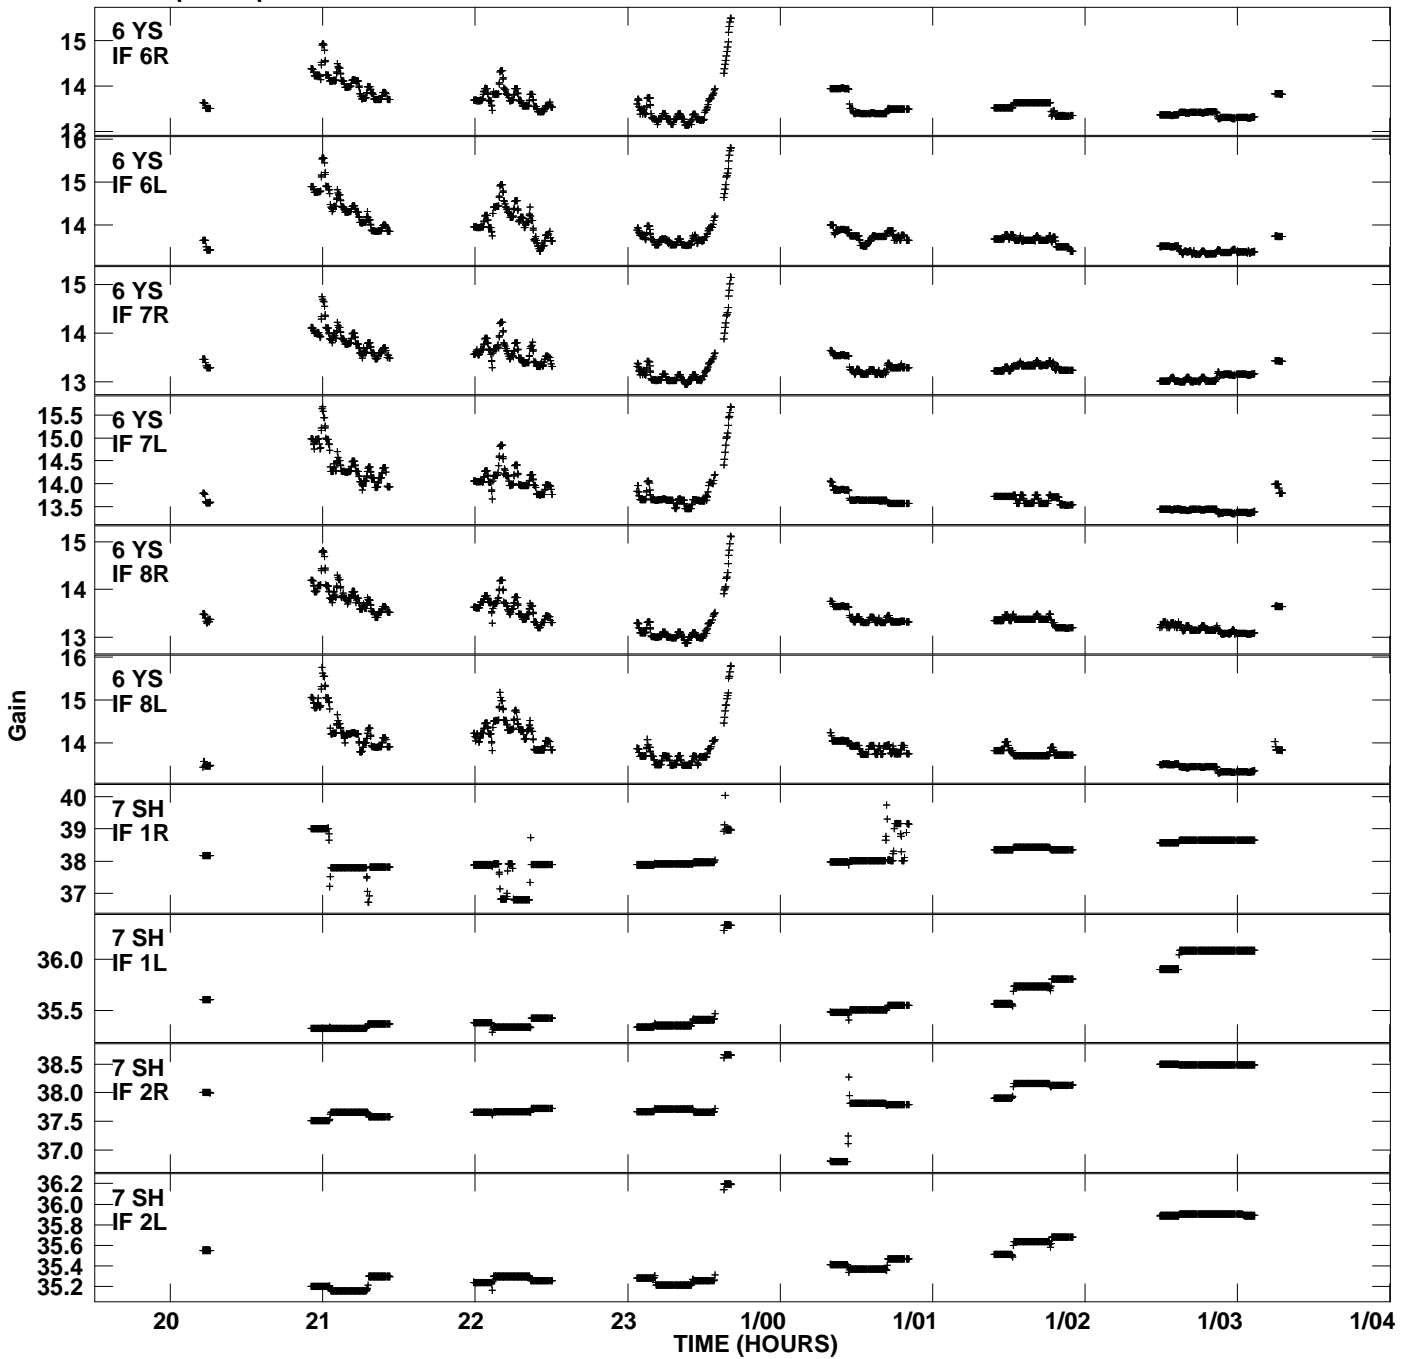 6 YS
IF 6R
15
14
13
6 YS
IF 6L
16
15
14
6 YS
IF 7R
15
14
13
6 YS
IF 7L
15.5
15.0
14.5
14.0
13.5
6 YS
IF 8R
15
14
13
6 YS
IF 8L
16
15
14
7 SH
IF 1R
40
39
38
37
7 SH
IF 1L
36.0
35.5
7 SH
IF 2R
38.5
38.0
37.5
37.0
7 SH
IF 2L
36.2
36.0
35.8
35.6
35.4
35.2
Gain
20 21 22 23 1/00 1/01 1/02 1/03 1/04
TIME (HOURS)